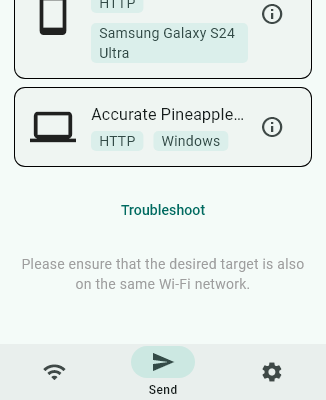 HTTP
Samsung Galaxy S24
Ultra
Accurate Pineapple…
HTTP Windows
Troubleshoot
Please ensure that the desired target is also
on the same Wi-Fi network.
Send